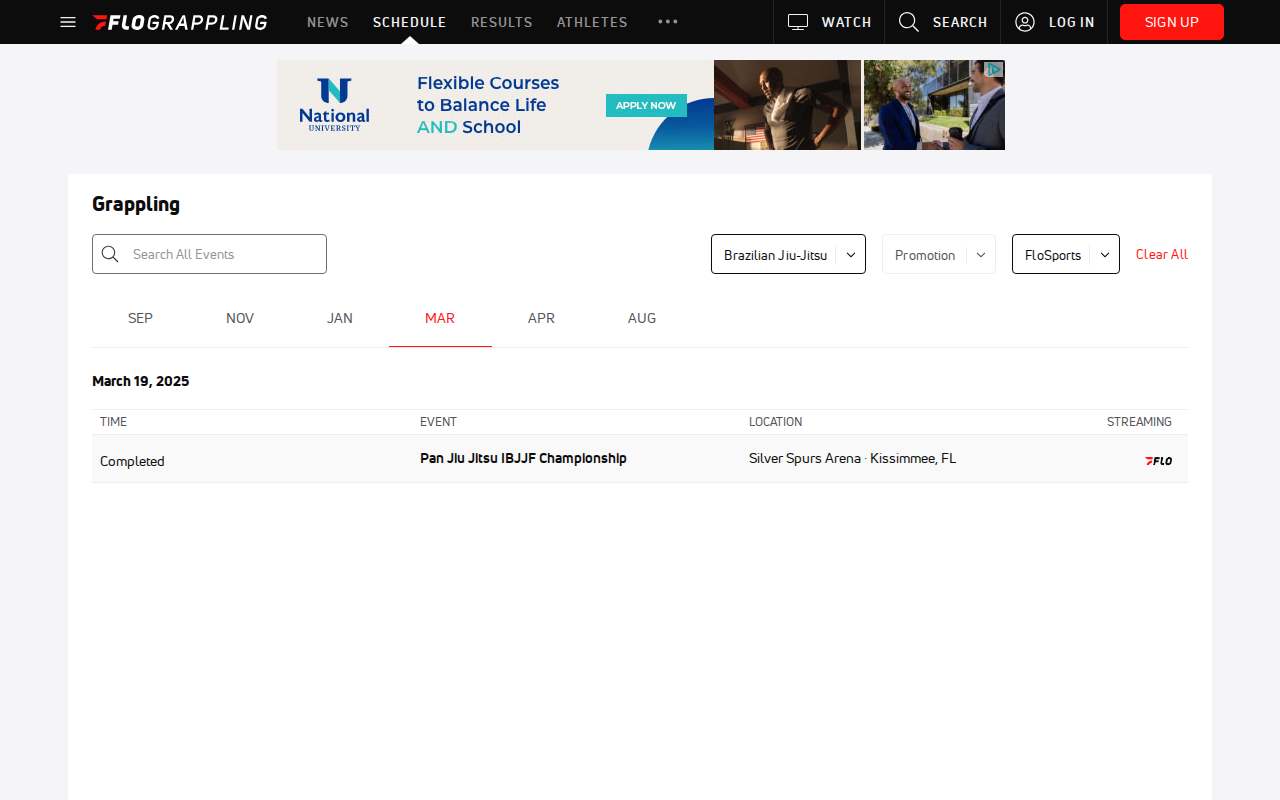 FLOGRAPPLING NEWS SCHEDULE RESULTS ATHLETES WATCH SEARCH LOG IN SIGN UP
National
UNIVERSITY
Flexible Courses
to Balance Life
AND School
APPLY NOW
Grappling
Search All Events Brazilian Jiu-Jitsu Promotion FloSports Clear All
SEP NOV JAN MAR APR AUG
March 19, 2025
TIME EVENT LOCATION STREAMING
Completed Pan Jiu Jitsu IBJJF Championship Silver Spurs Arena · Kissimmee, FL FLO